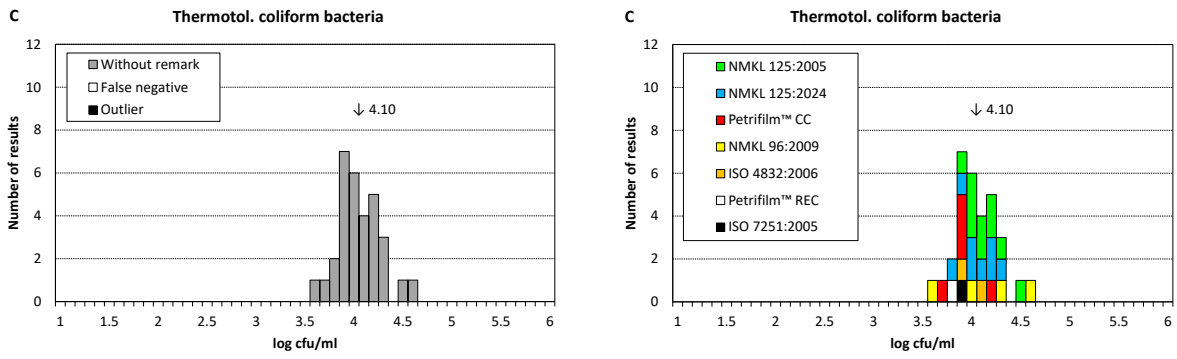 C
Thermotol. coliform bacteria
12
10
8
6
4
2
0
Number of results
Without remark
False negative
Outlier
↓ 4.10
1 1.5 2 2.5 3 3.5 4 4.5 5 5.5 6
log cfu/ml
C
Thermotol. coliform bacteria
12
10
8
6
4
2
0
Number of results
NMKL 125:2005
NMKL 125:2024
Petrifilm™ CC
NMKL 96:2009
ISO 4832:2006
Petrifilm™ REC
ISO 7251:2005
↓ 4.10
1 1.5 2 2.5 3 3.5 4 4.5 5 5.5 6
log cfu/ml